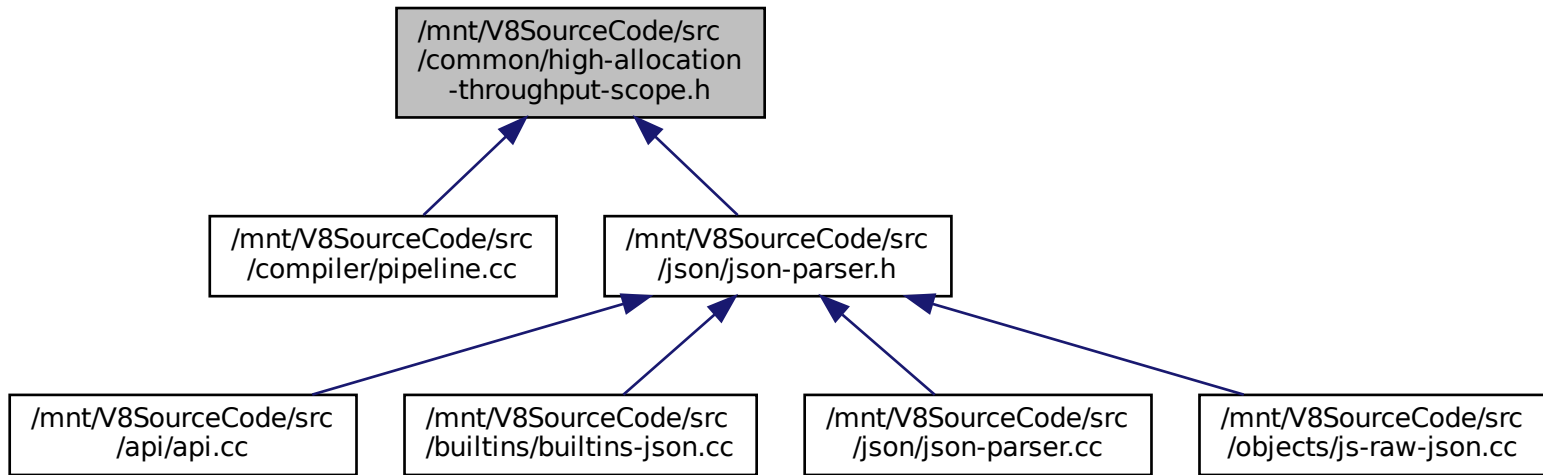 /mnt/V8SourceCode/src
/common/high-allocation
-throughput-scope.h
/mnt/V8SourceCode/src
/compiler/pipeline.cc
/mnt/V8SourceCode/src
/json/json-parser.h
/mnt/V8SourceCode/src
/api/api.cc
/mnt/V8SourceCode/src
/builtins/builtins-json.cc
/mnt/V8SourceCode/src
/json/json-parser.cc
/mnt/V8SourceCode/src
/objects/js-raw-json.cc